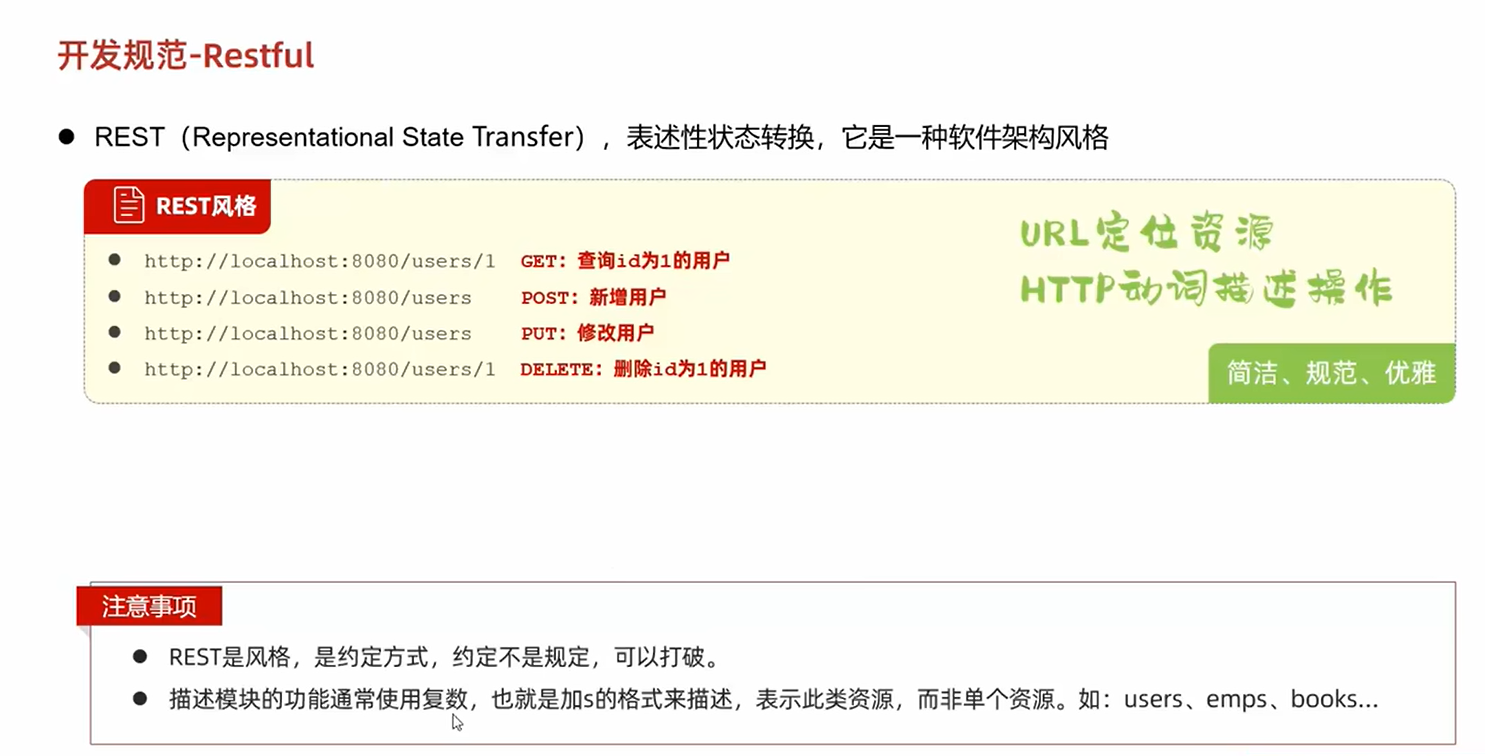 开发规范-Restful
REST（Representational State Transfer），表述性状态转换，它是一种软件架构风格
REST风格
http://localhost:8080/users/1 GET：查询id为1的用户
http://localhost:8080/users POST：新增用户
http://localhost:8080/users PUT：修改用户
http://localhost:8080/users/1 DELETE：删除id为1的用户
URL定位资源
HTTP动词描述操作
简洁、规范、优雅
注意事项
REST是风格，是约定方式，约定不是规定，可以打破。
描述模块的功能通常使用复数，也就是加s的格式来描述，表示此类资源，而非单个资源。如：users、emps、books...